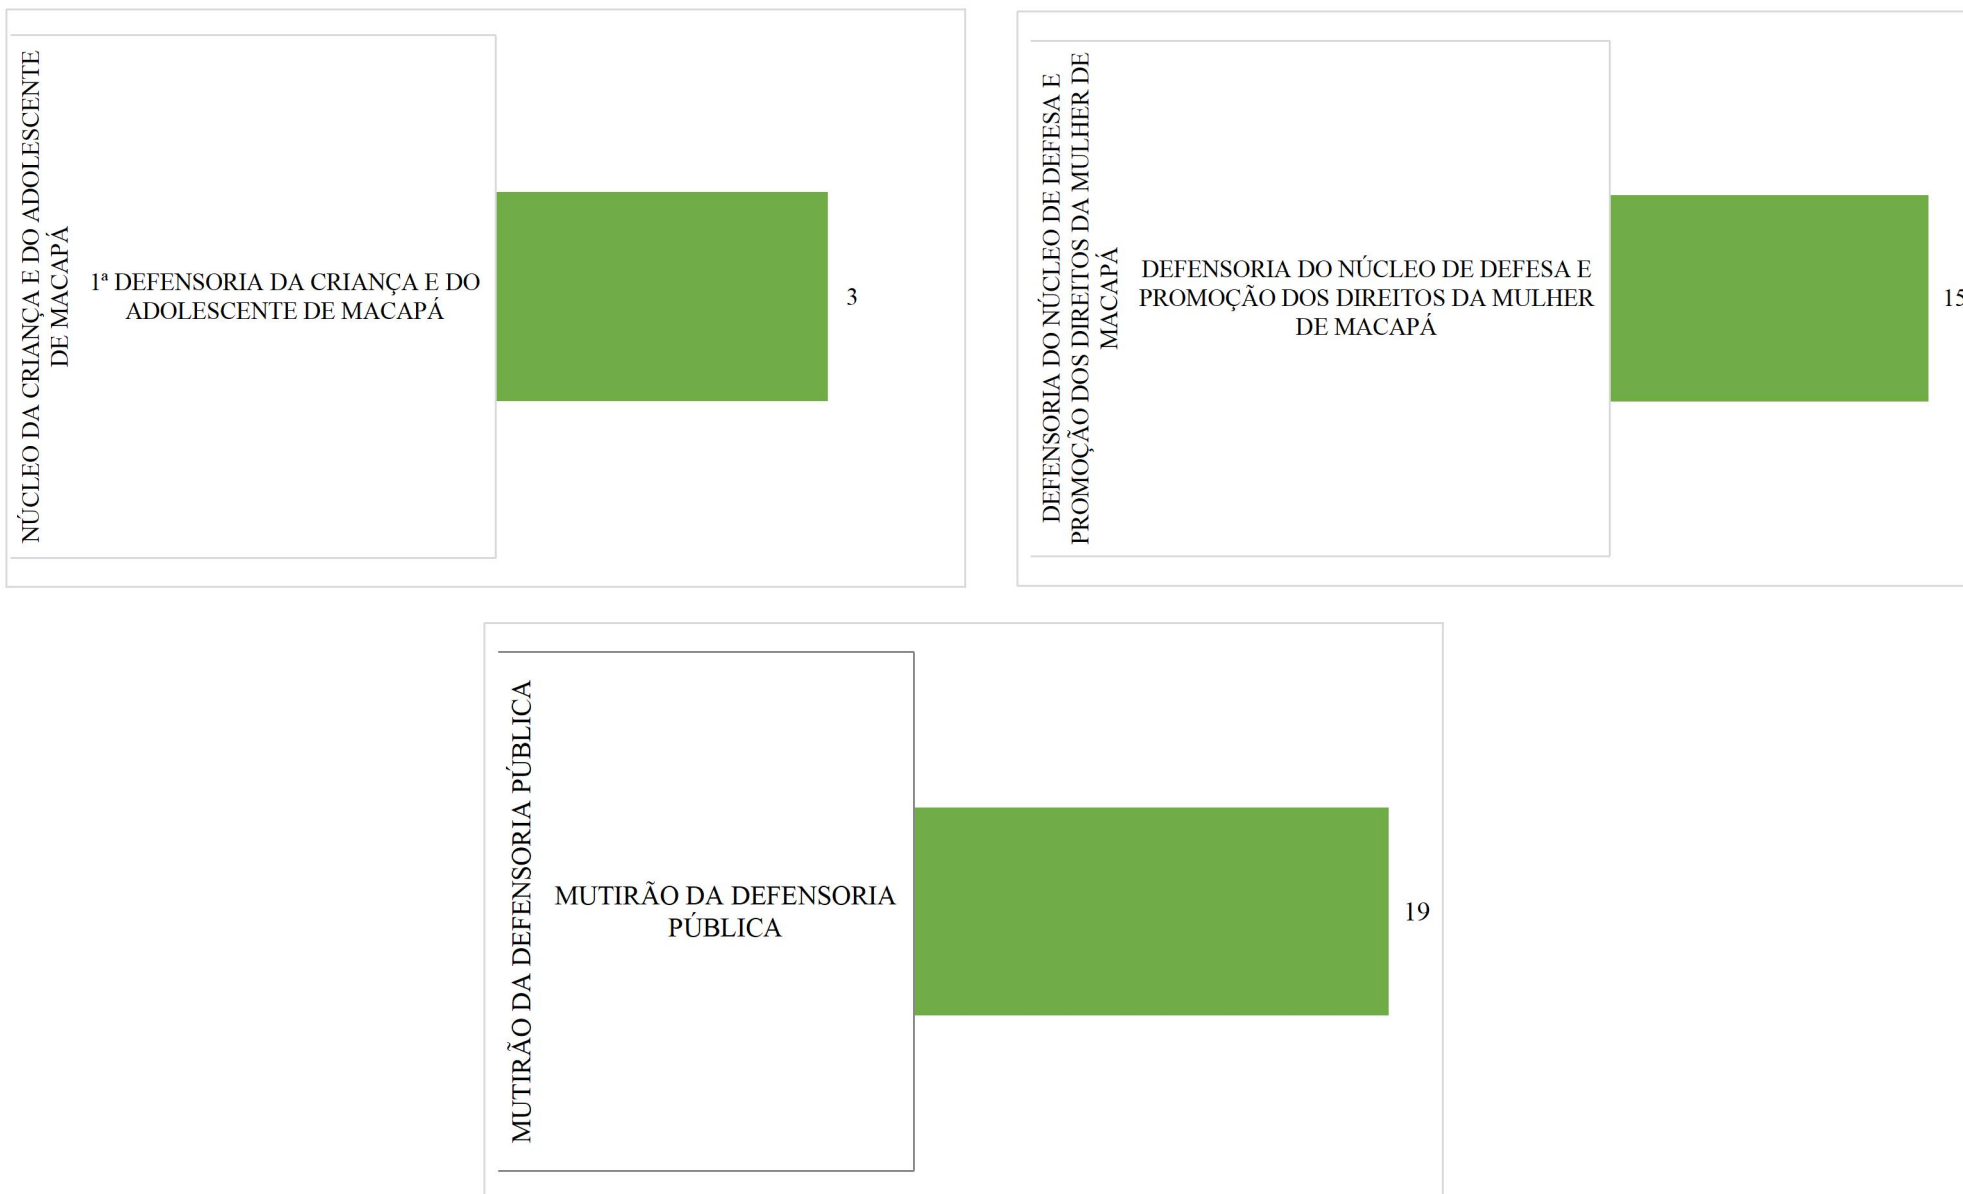 NÚCLEO DA CRIANÇA E DO ADOLESCENTE
DE MACAPÁ
1ª DEFENSORIA DA CRIANÇA E DO
ADOLESCENTE DE MACAPÁ
3
DEFENSORIA DO NÚCLEO DE DEFESA E
PROMOÇÃO DOS DIREITOS DA MULHER DE
MACAPÁ
DEFENSORIA DO NÚCLEO DE DEFESA E
PROMOÇÃO DOS DIREITOS DA MULHER
DE MACAPÁ
15
MUTIRÃO DA DEFENSORIA PÚBLICA
MUTIRÃO DA DEFENSORIA
PÚBLICA
19